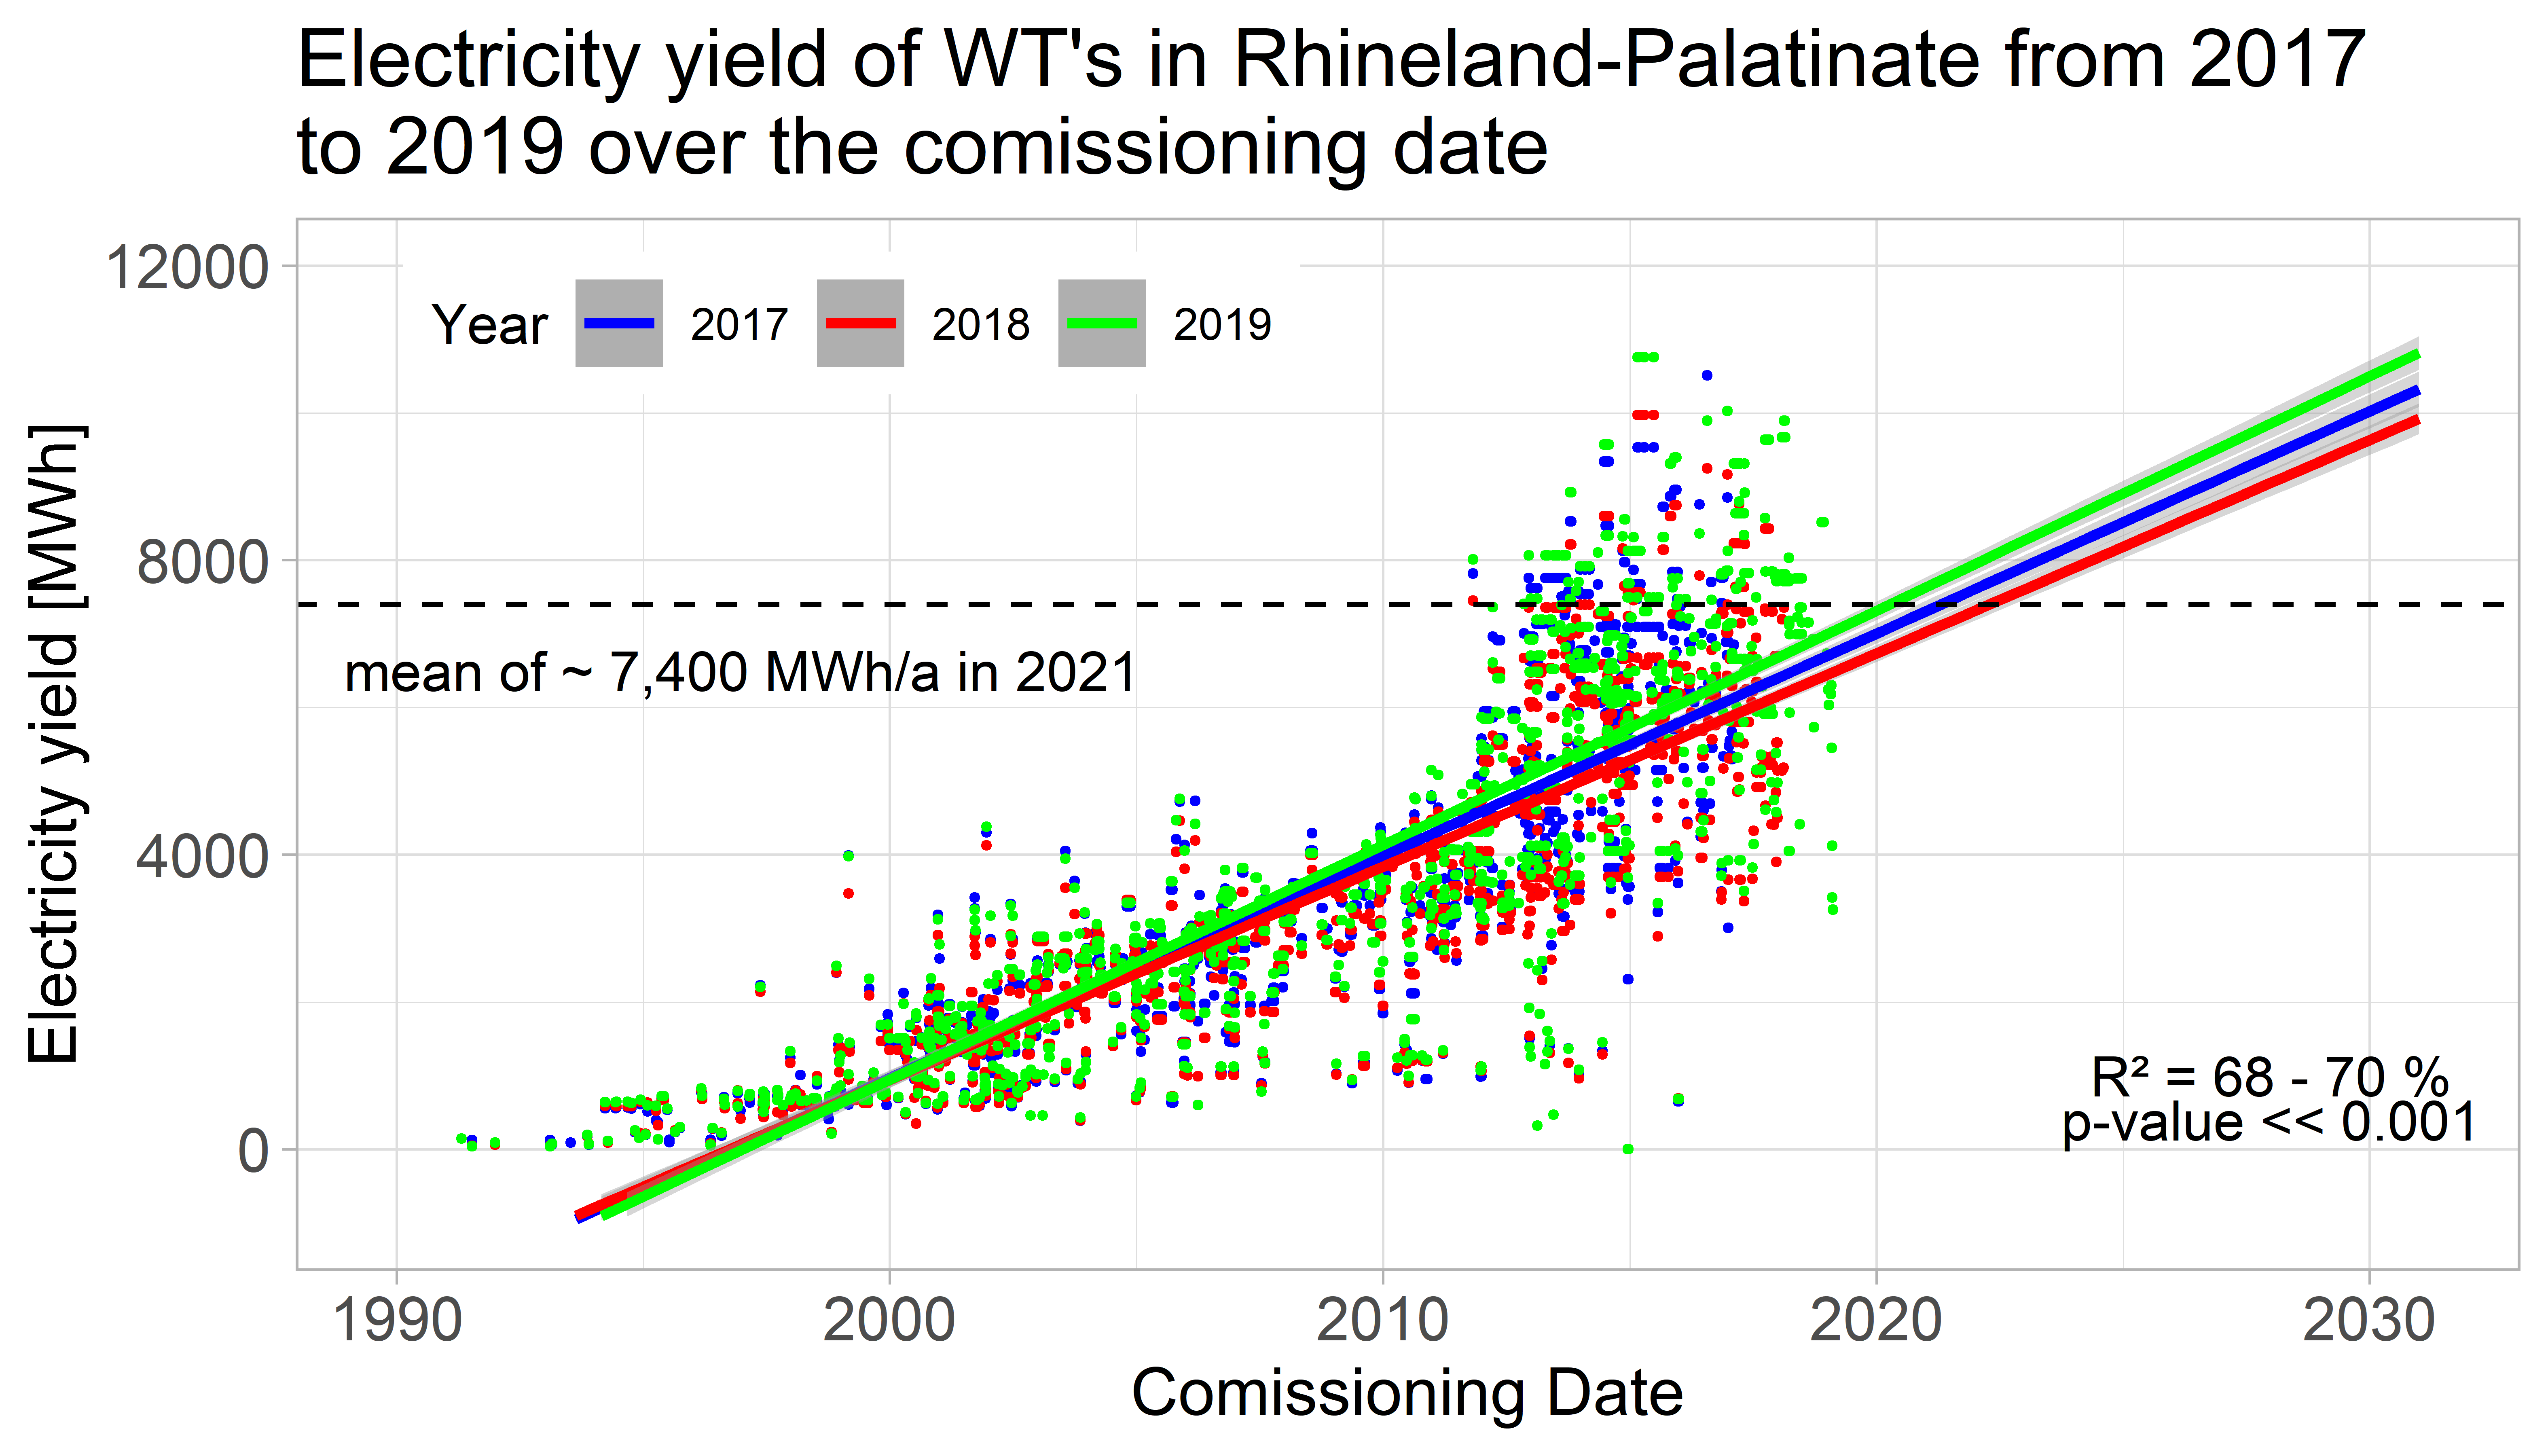 Electricity yield of WT's in Rhineland-Palatinate from 2017
to 2019 over the comissioning date
12000
8000
4000
0
Electricity yield [MWh]
Year 2017 2018 2019
mean of ~ 7,400 MWh/a in 2021
R² = 68 - 70 %
p-value << 0.001
1990 2000 2010 2020 2030
Comissioning Date